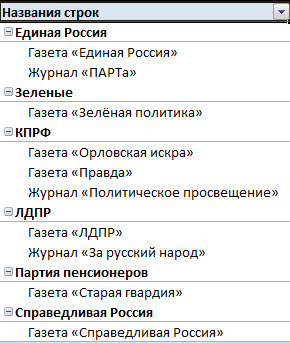 Названия строк
Единая Россия
Газета «Единая Россия»
Журнал «ПАРТа»
Зеленые
Газета «Зелёная политика»
КПРФ
Газета «Орловская искра»
Газета «Правда»
Журнал «Политическое просвещение»
ЛДПР
Газета «ЛДПР»
Журнал «За русский народ»
Партия пенсионеров
Газета «Старая гвардия»
Справедливая Россия
Газета «Справедливая Россия»